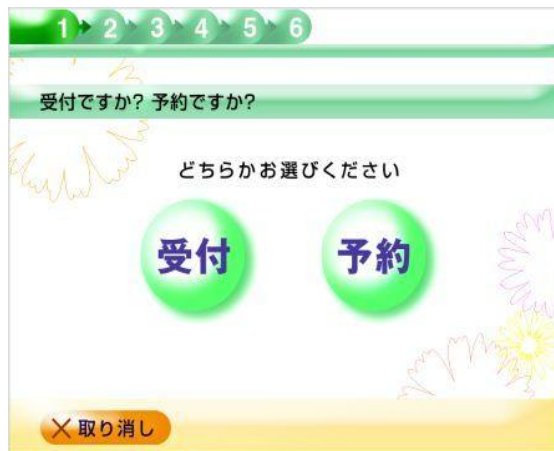 1 2 3 4 5 6
受付ですか? 予約ですか?
どちらかお選びください
受付 予約
取り消し